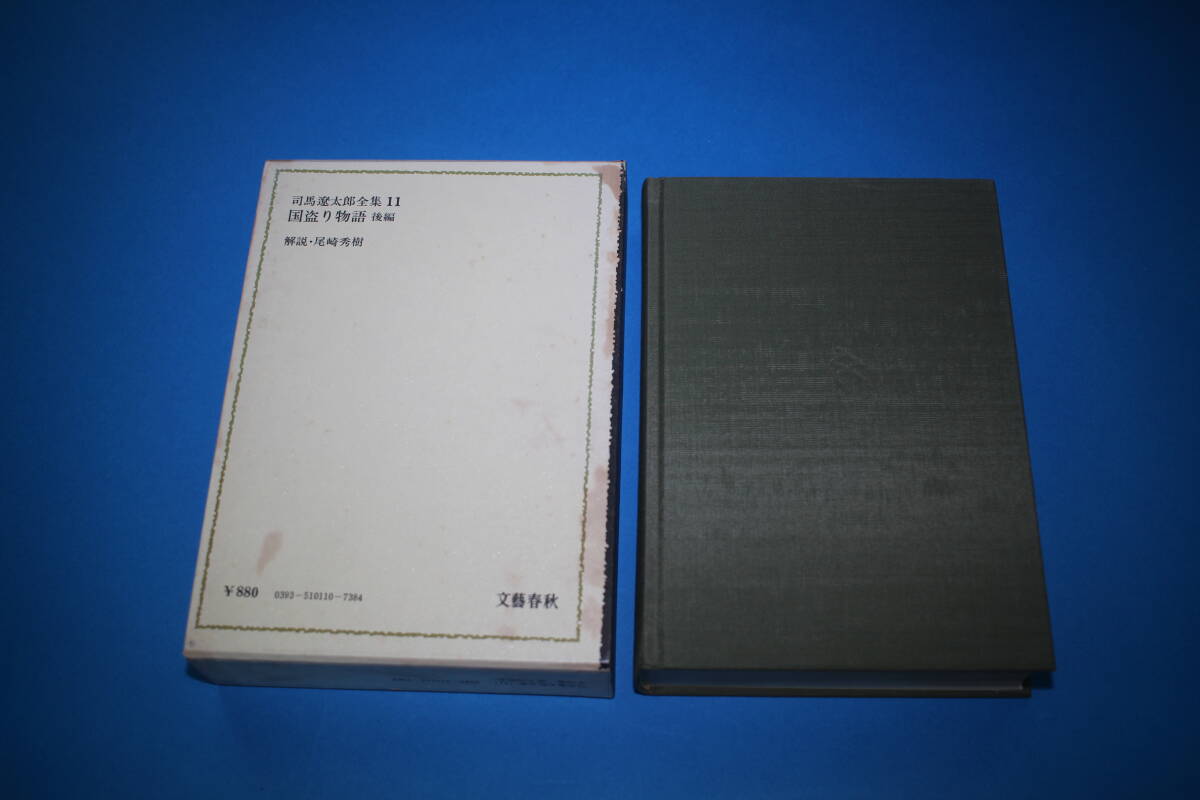 司馬遼太郎全集 11
国盗り物語 後編
解説・尾崎秀樹
￥880 0393-510110-7384
文藝春秋